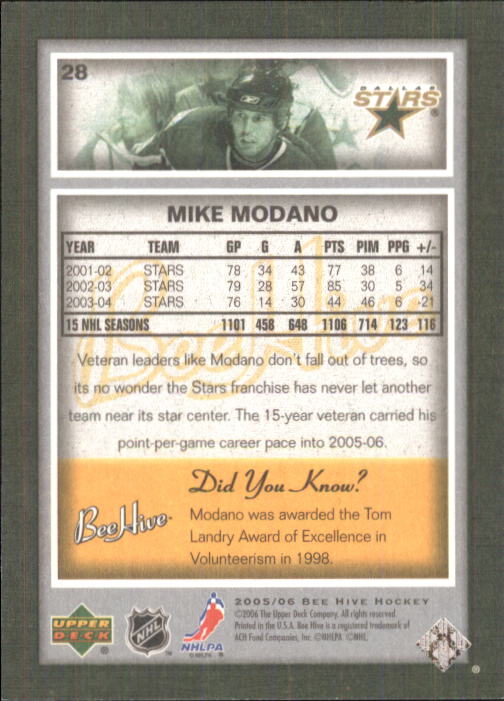 28
DALLAS
STARS
MIKE MODANO
YEAR TEAM GP G A PTS PIM PPG +/-
2001-02 STARS 78 34 43 77 38 6 14
2002-03 STARS 79 28 57 85 30 5 34
2003-04 STARS 76 14 30 44 46 6 -21
15 NHL SEASONS 1101 458 648 1106 714 123 116
Veteran leaders like Modano don't fall out of trees, so
its no wonder the Stars franchise has never let another
team near its star center. The 15-year veteran carried his
point-per-game career pace into 2005-06.
Did You Know?
BeeHive
Modano was awarded the Tom
Landry Award of Excellence in
Volunteerism in 1998.
2005/06 BEE HIVE HOCKEY
©2006 The Upper Deck Company. All rights reserved.
Printed in the U.S.A. Bee Hive is a registered trademark of
ACH Food Companies, Inc. ©NHLPA ©NHL.
UPPER
DECK
NHL
NHLPA